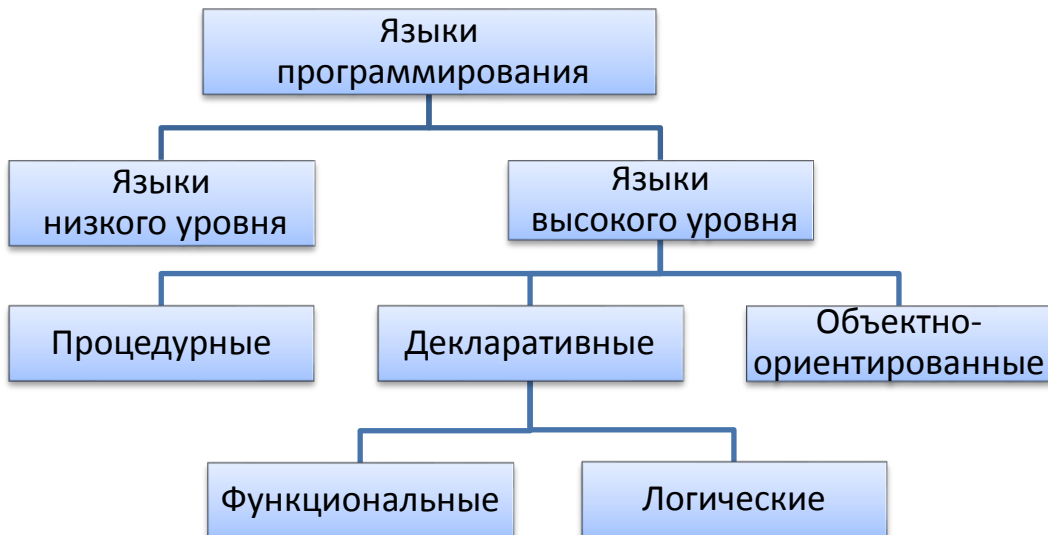 Языки
программирования
Языки
низкого уровня
Языки
высокого уровня
Процедурные
Декларативные
Объектно-
ориентированные
Функциональные
Логические